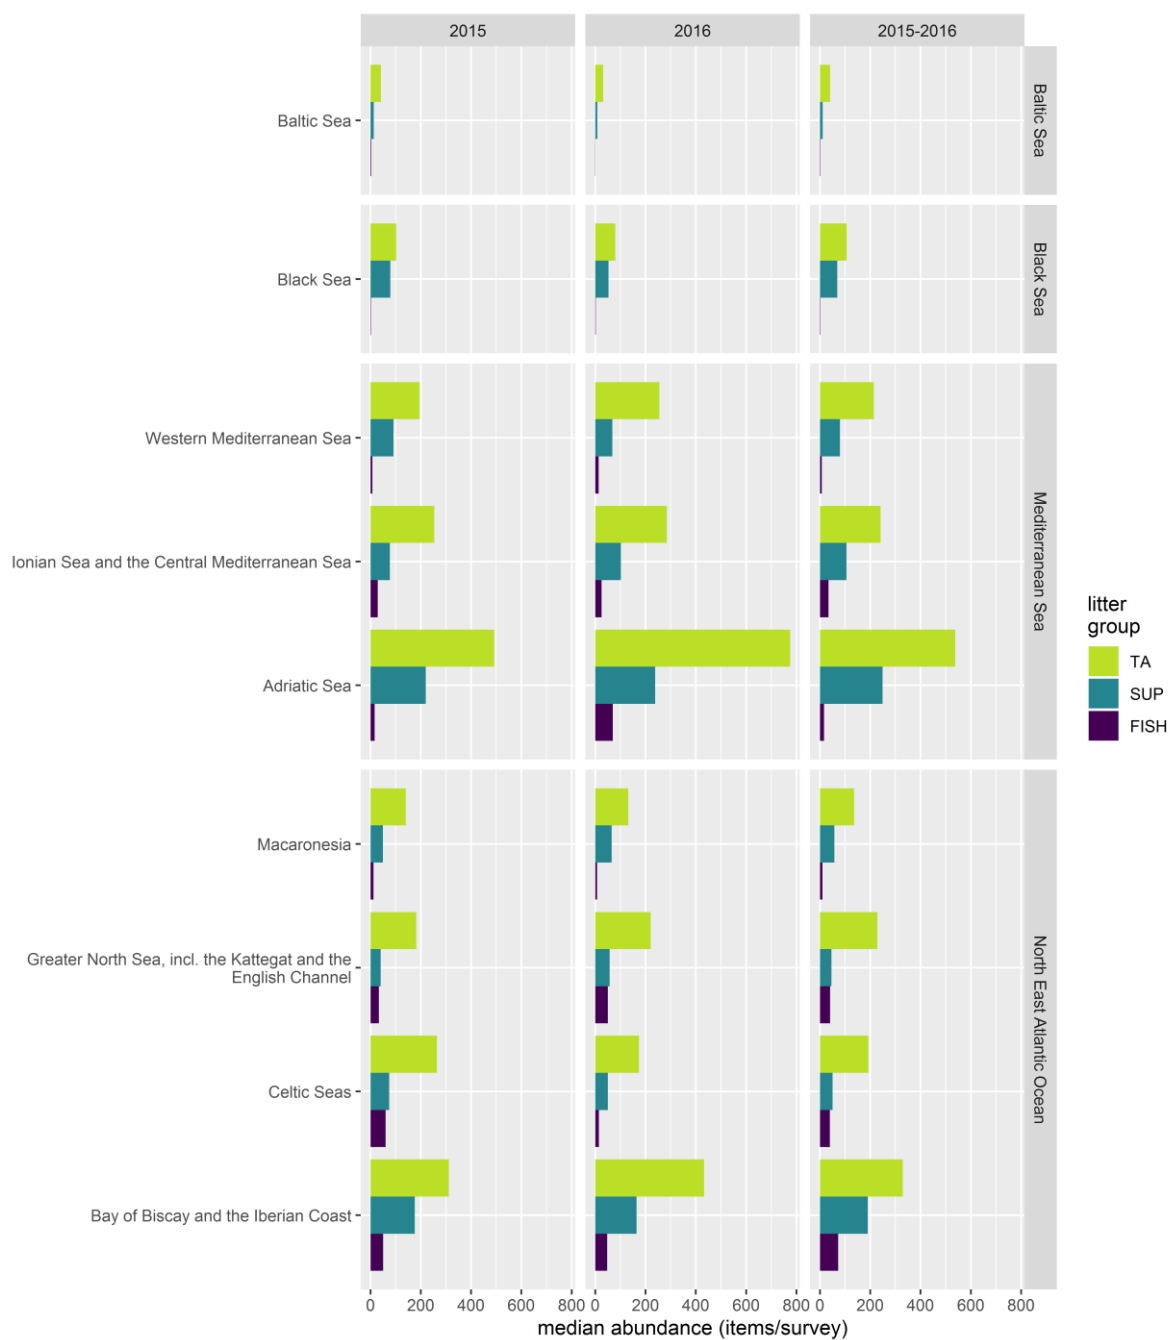 2015
2016
2015-2016
Baltic Sea
Baltic Sea
Black Sea
Black Sea
Western Mediterranean Sea
Ionian Sea and the Central Mediterranean Sea
Adriatic Sea
Mediterranean Sea
Macaronesia
Greater North Sea, incl. the Kattegat and the
English Channel
Celtic Seas
Bay of Biscay and the Iberian Coast
North East Atlantic Ocean
litter
group
TA
SUP
FISH
0 200 400 600 800 0 200 400 600 800 0 200 400 600 800
median abundance (items/survey)